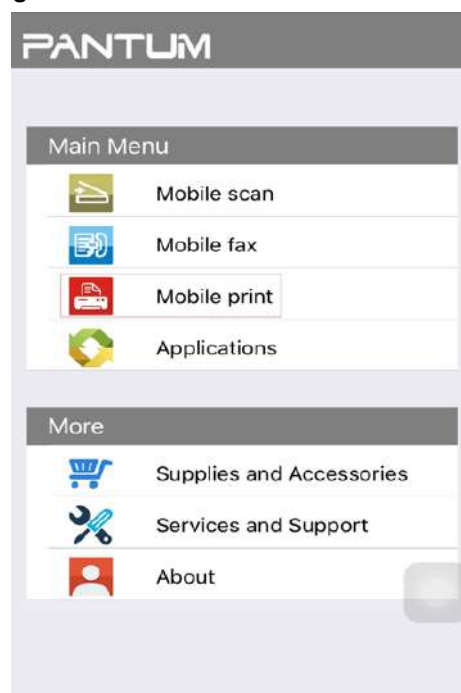 PANTUM
Main Menu
Mobile scan
Mobile fax
Mobile print
Applications
More
Supplies and Accessories
Services and Support
About